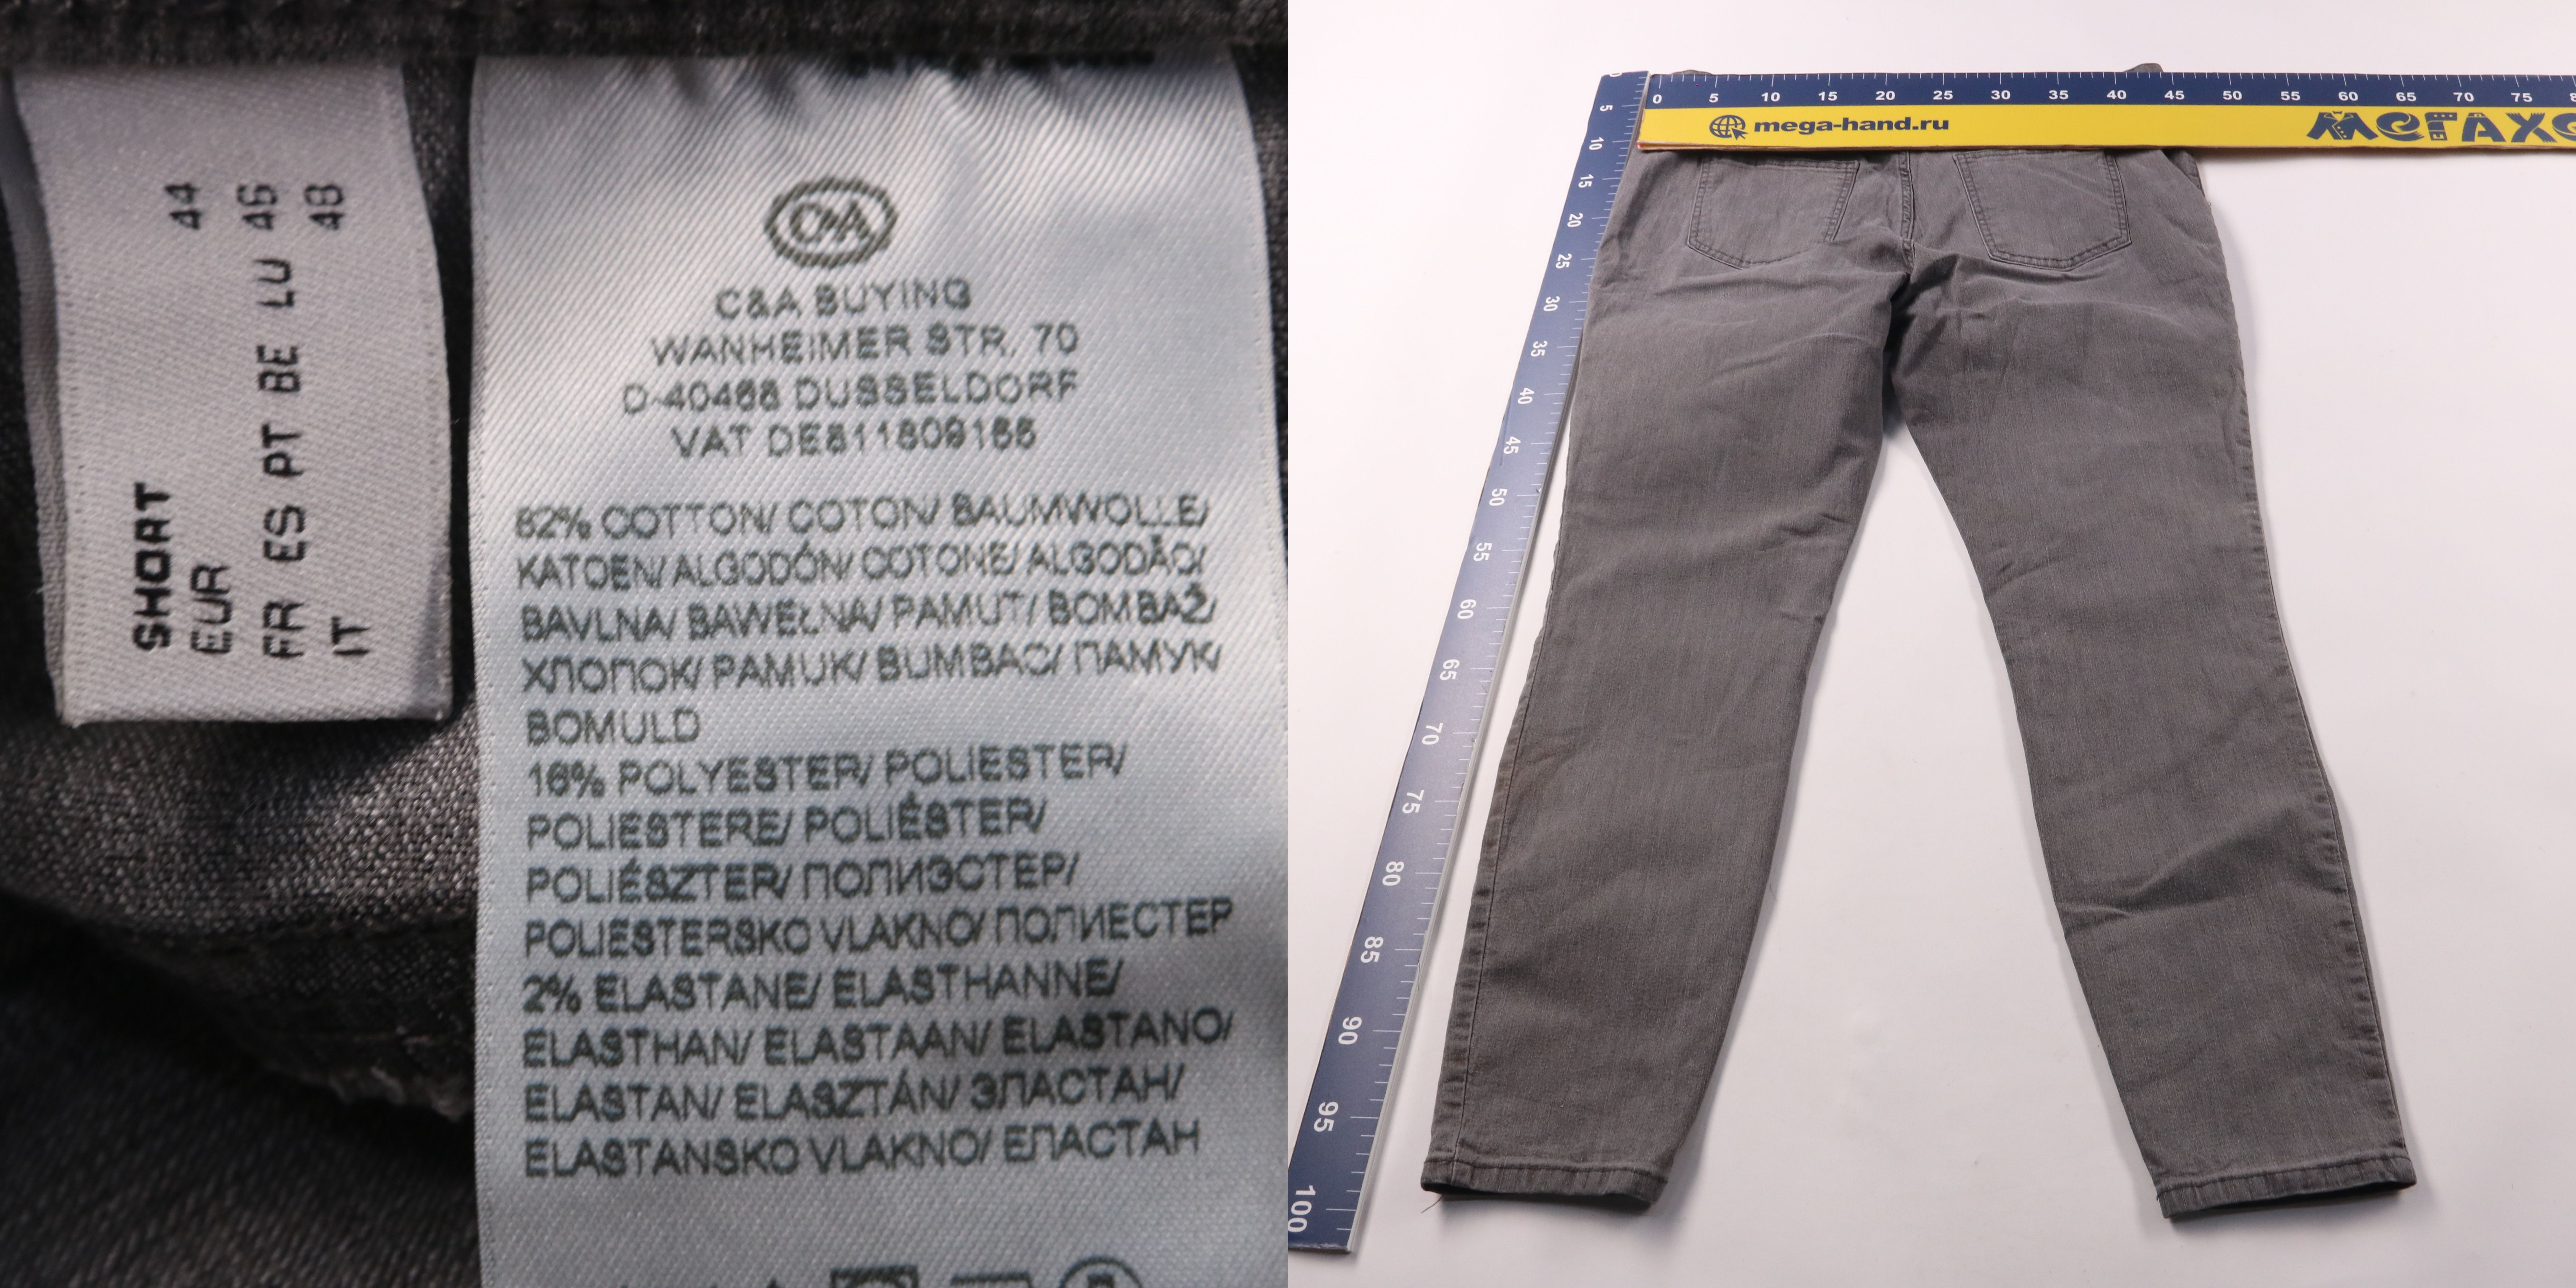 SHORT
EUR 44
FR ES PT BE LU 46
IT 48
C&A
C&A BUYING
WANHEIMER STR. 70
D-40468 DUSSELDORF
VAT DE811809155
82% COTTON/ COTON/ BAUMWOLLE/
KATOEN/ ALGODÓN/ COTONE/ ALGODÃO/
BAVLNA/ BAWEŁNA/ PAMUT/ BOMBAŽ/
ХЛОПОК/ PAMUK/ BUMBAC/ ПАМУК/
BOMULD
16% POLYESTER/ POLIESTER/
POLIESTERE/ POLIÉSTER/
POLIÉSZTER/ ПОЛИЭСТЕР/
POLIESTERSKO VLAKNO/ ПОЛИЕСТЕР
2% ELASTANE/ ELASTHANNE/
ELASTHAN/ ELASTAAN/ ELASTANO/
ELASTAN/ ELASZTÁN/ ЭЛАСТАН/
ELASTANSKO VLAKNO/ ЕЛАСТАН
0 5 10 15 20 25 30 35 40 45 50 55 60 65 70 75
mega-hand.ru
МЕГАХ
5
10
15
20
25
30
35
40
45
50
55
60
65
70
75
80
85
90
95
100